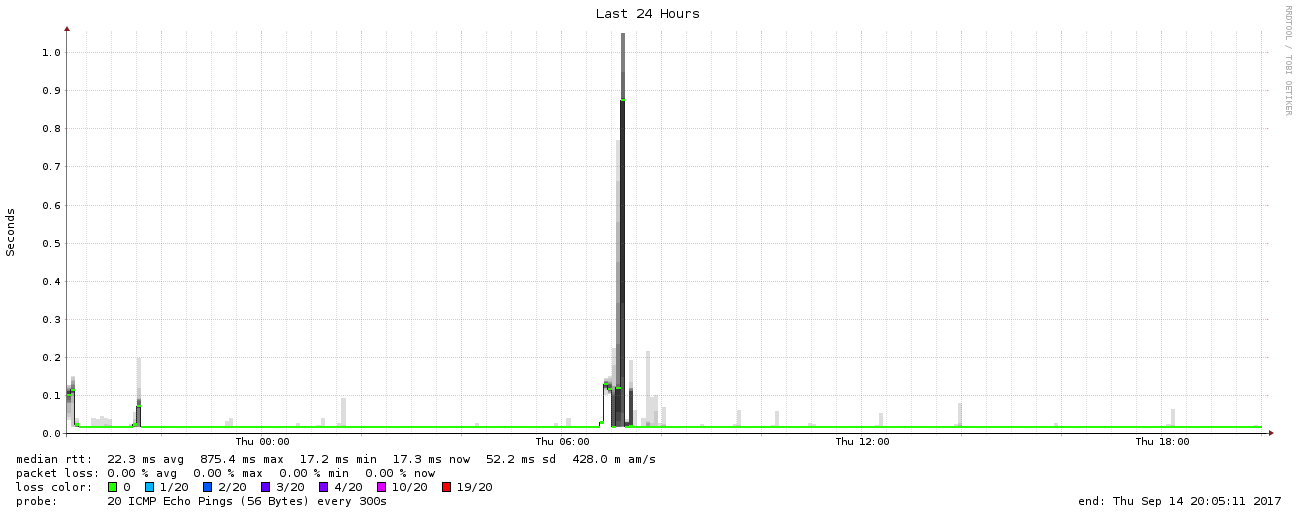 Last 24 Hours
RRDTOOL / TOBI OETIKER
Seconds
1.0
0.9
0.8
0.7
0.6
0.5
0.4
0.3
0.2
0.1
0.0
Thu 00:00 Thu 06:00 Thu 12:00 Thu 18:00
median rtt: 22.3 ms avg 875.4 ms max 17.2 ms min 17.3 ms now 52.2 ms sd 428.0 m am/s
packet loss: 0.00 % avg 0.00 % max 0.00 % min 0.00 % now
loss color: 0 1/20 2/20 3/20 4/20 10/20 19/20
probe: 20 ICMP Echo Pings (56 Bytes) every 300s end: Thu Sep 14 20:05:11 2017